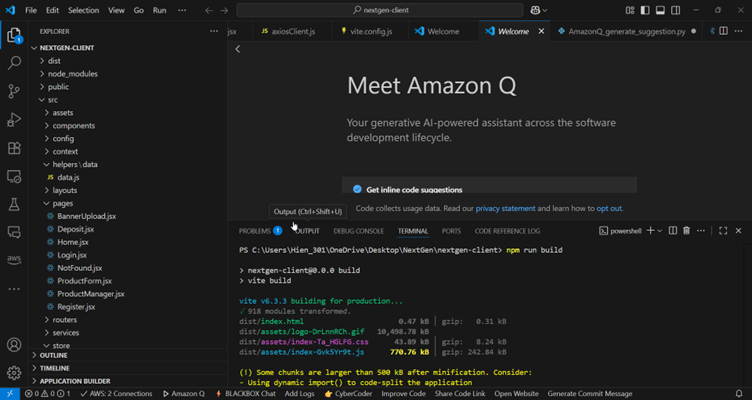 File Edit Selection View Go Run ···
nextgen-client
EXPLORER ···
jsx
axiosClient.js
vite.config.js
Welcome
Welcome
AmazonQ_generate_suggestion.py
NEXTGEN-CLIENT
dist
node_modules
public
src
assets
components
config
context
helpers\data
data.js
layouts
pages
BannerUpload.jsx
Deposit.jsx
Home.jsx
Login.jsx
NotFound.jsx
ProductForm.jsx
ProductManager.jsx
Register.jsx
routers
services
store
OUTLINE
TIMELINE
APPLICATION BUILDER
1
aws
Meet Amazon Q
Your generative AI-powered assistant across the software
development lifecycle.
Get inline code suggestions
Code collects usage data. Read our privacy statement and learn how to opt out.
Output (Ctrl+Shift+U)
PROBLEMS 1 OUTPUT DEBUG CONSOLE TERMINAL PORTS CODE REFERENCE LOG
powershell
PS C:\Users\Hien_301\OneDrive\Desktop\NextGen\nextgen-client> npm run build
> nextgen-client@0.0.0 build
> vite build
vite v6.3.3 building for production...
✓ 918 modules transformed.
dist/index.html 0.47 kB │ gzip: 0.31 kB
dist/assets/logo-DrLnnRCh.gif 10,498.78 kB
dist/assets/index-Ta_HGLFG.css 43.89 kB │ gzip: 8.24 kB
dist/assets/index-Gvk5Yr9t.js 770.76 kB │ gzip: 242.84 kB
(!) Some chunks are larger than 500 kB after minification. Consider:
- Using dynamic import() to code-split the application
0 0 1 AWS: 2 Connections Amazon Q BLACKBOX Chat Add Logs CyberCoder Improve Code Share Code Link Open Website Generate Commit Message